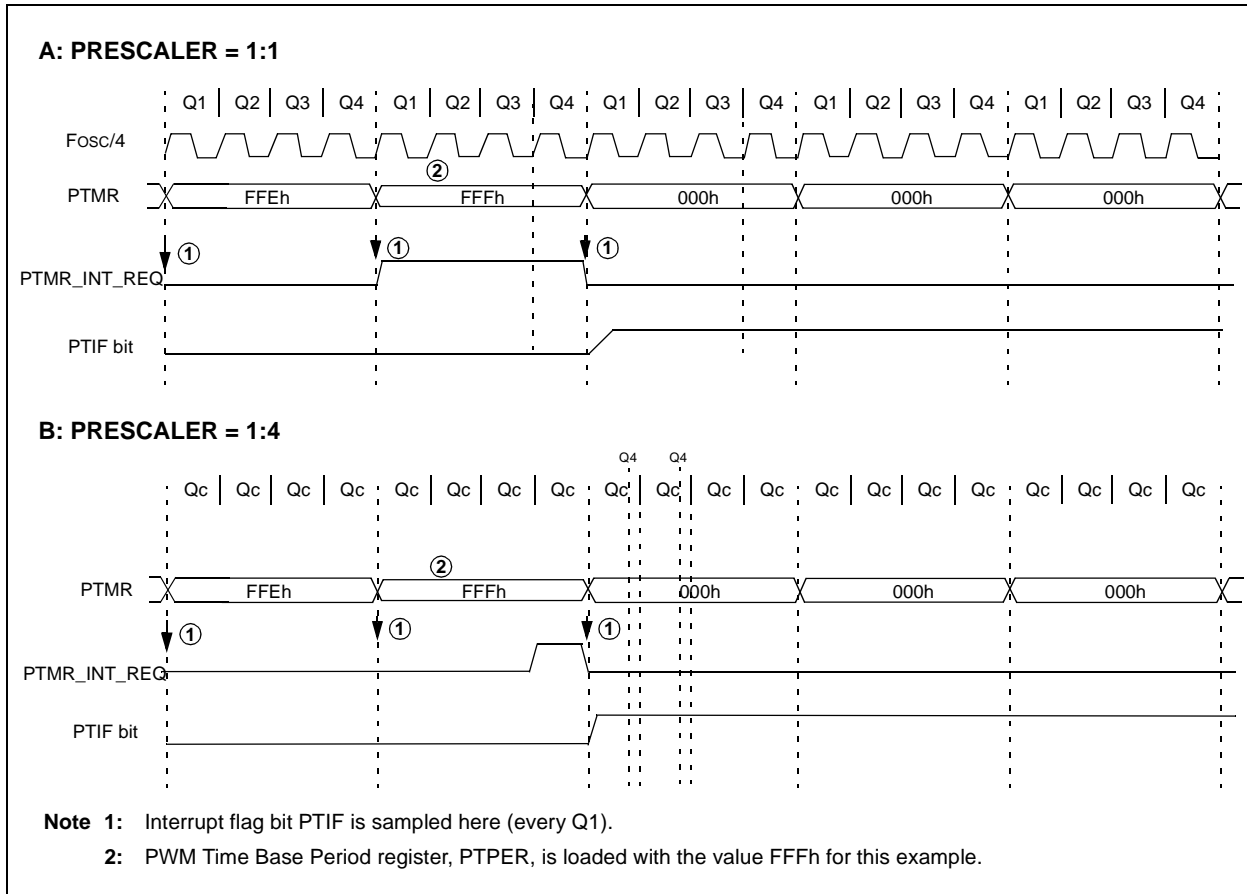 A: PRESCALER = 1:1
Q1 Q2 Q3 Q4 Q1 Q2 Q3 Q4 Q1 Q2 Q3 Q4 Q1 Q2 Q3 Q4 Q1 Q2 Q3 Q4
FOSC/4
2
PTMR FFEh FFFh 000h 000h 000h
1 1 1
PTMR_INT_REQ
PTIF bit
B: PRESCALER = 1:4
Q4 Q4
Qc Qc Qc Qc Qc Qc Qc Qc Qc Qc Qc Qc Qc Qc Qc Qc Qc Qc Qc Qc
2
PTMR FFEh FFFh 000h 000h 000h
1 1 1
PTMR_INT_REQ
PTIF bit
Note 1: Interrupt flag bit PTIF is sampled here (every Q1).
2: PWM Time Base Period register, PTPER, is loaded with the value FFFh for this example.